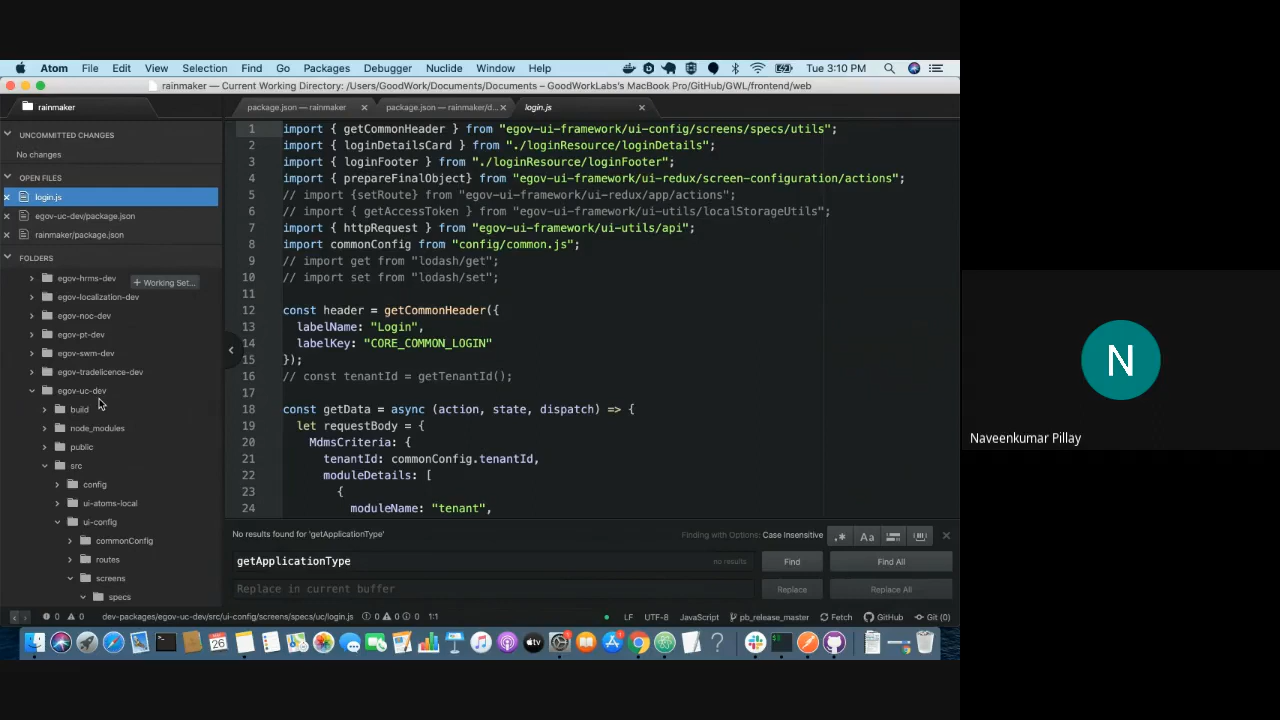 Atom File Edit View Selection Find Go Packages Debugger Nuclide Window Help Tue 3:10 PM
rainmaker — Current Working Directory: /Users/GoodWork/Documents/Documents – GoodWorkLabs's MacBook Pro/GitHub/GWL/frontend/web
rainmaker
package.json — rainmaker
package.json — rainmaker/d...
login.js
UNCOMMITTED CHANGES
No changes
OPEN FILES
login.js
egov-uc-dev/package.json
rainmaker/package.json
FOLDERS
egov-hrms-dev
+ Working Set...
egov-localization-dev
egov-noc-dev
egov-pt-dev
egov-swm-dev
egov-tradelicence-dev
egov-uc-dev
build
node_modules
public
src
config
ui-atoms-local
ui-config
commonConfig
routes
screens
specs
1 import { getCommonHeader } from "egov-ui-framework/ui-config/screens/specs/utils";
2 import { loginDetailsCard } from "./loginResource/loginDetails";
3 import { loginFooter } from "./loginResource/loginFooter";
4 import { prepareFinalObject} from "egov-ui-framework/ui-redux/screen-configuration/actions";
5 // import {setRoute} from "egov-ui-framework/ui-redux/app/actions";
6 // import { getAccessToken } from "egov-ui-framework/ui-utils/localStorageUtils";
7 import { httpRequest } from "egov-ui-framework/ui-utils/api";
8 import commonConfig from "config/common.js";
9 // import get from "lodash/get";
10 // import set from "lodash/set";
11
12 const header = getCommonHeader({
13 labelName: "Login",
14 labelKey: "CORE_COMMON_LOGIN"
15 });
16 // const tenantId = getTenantId();
17
18 const getData = async (action, state, dispatch) => {
19 let requestBody = {
20 MdmsCriteria: {
21 tenantId: commonConfig.tenantId,
22 moduleDetails: [
23 {
24 moduleName: "tenant",
No results found for 'getApplicationType'
Finding with Options: Case Insensitive
.* Aa
getApplicationType
no results
Find
Find All
Replace in current buffer
Replace
Replace All
0 0 dev-packages/egov-uc-dev/src/ui-config/screens/specs/uc/login.js 0 0 0 1:1 LF UTF-8 JavaScript pb_release_master Fetch GitHub Git (0)
26
N
Naveenkumar Pillay